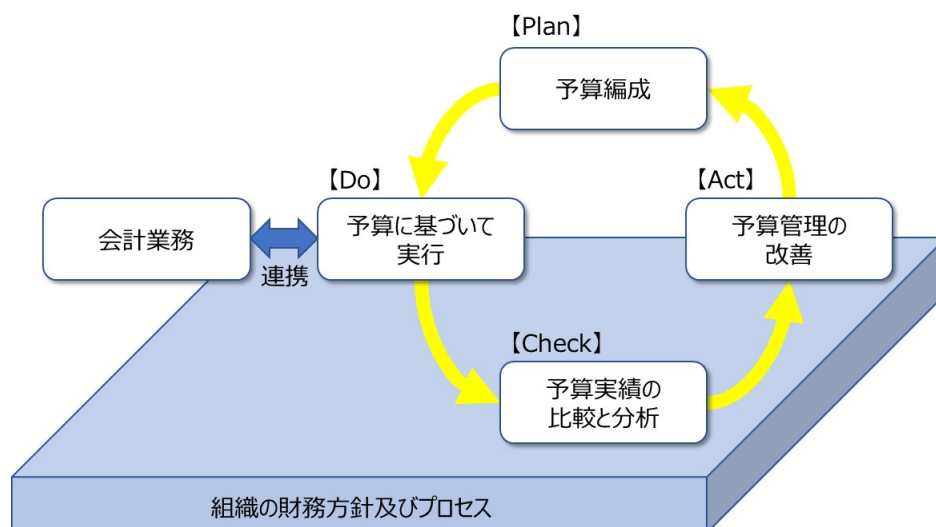 【Plan】
予算編成
【Do】
【Act】
会計業務
予算に基づいて
実行
予算管理の
改善
連携
【Check】
予算実績の
比較と分析
組織の財務方針及びプロセス